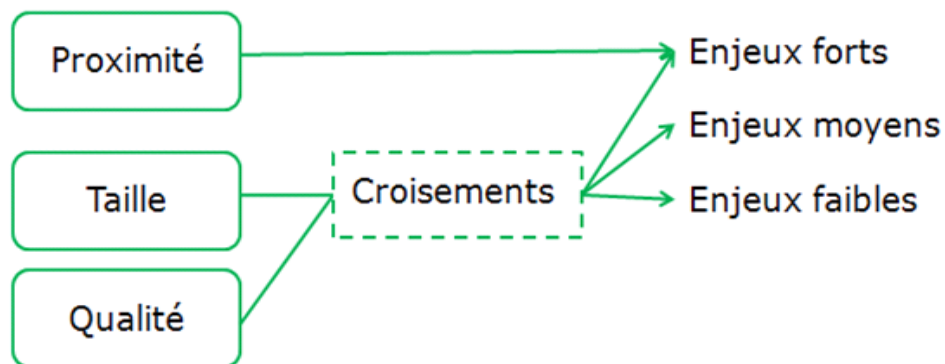 Proximité
Enjeux forts
Enjeux moyens
Taille
Croisements
Enjeux faibles
Qualité